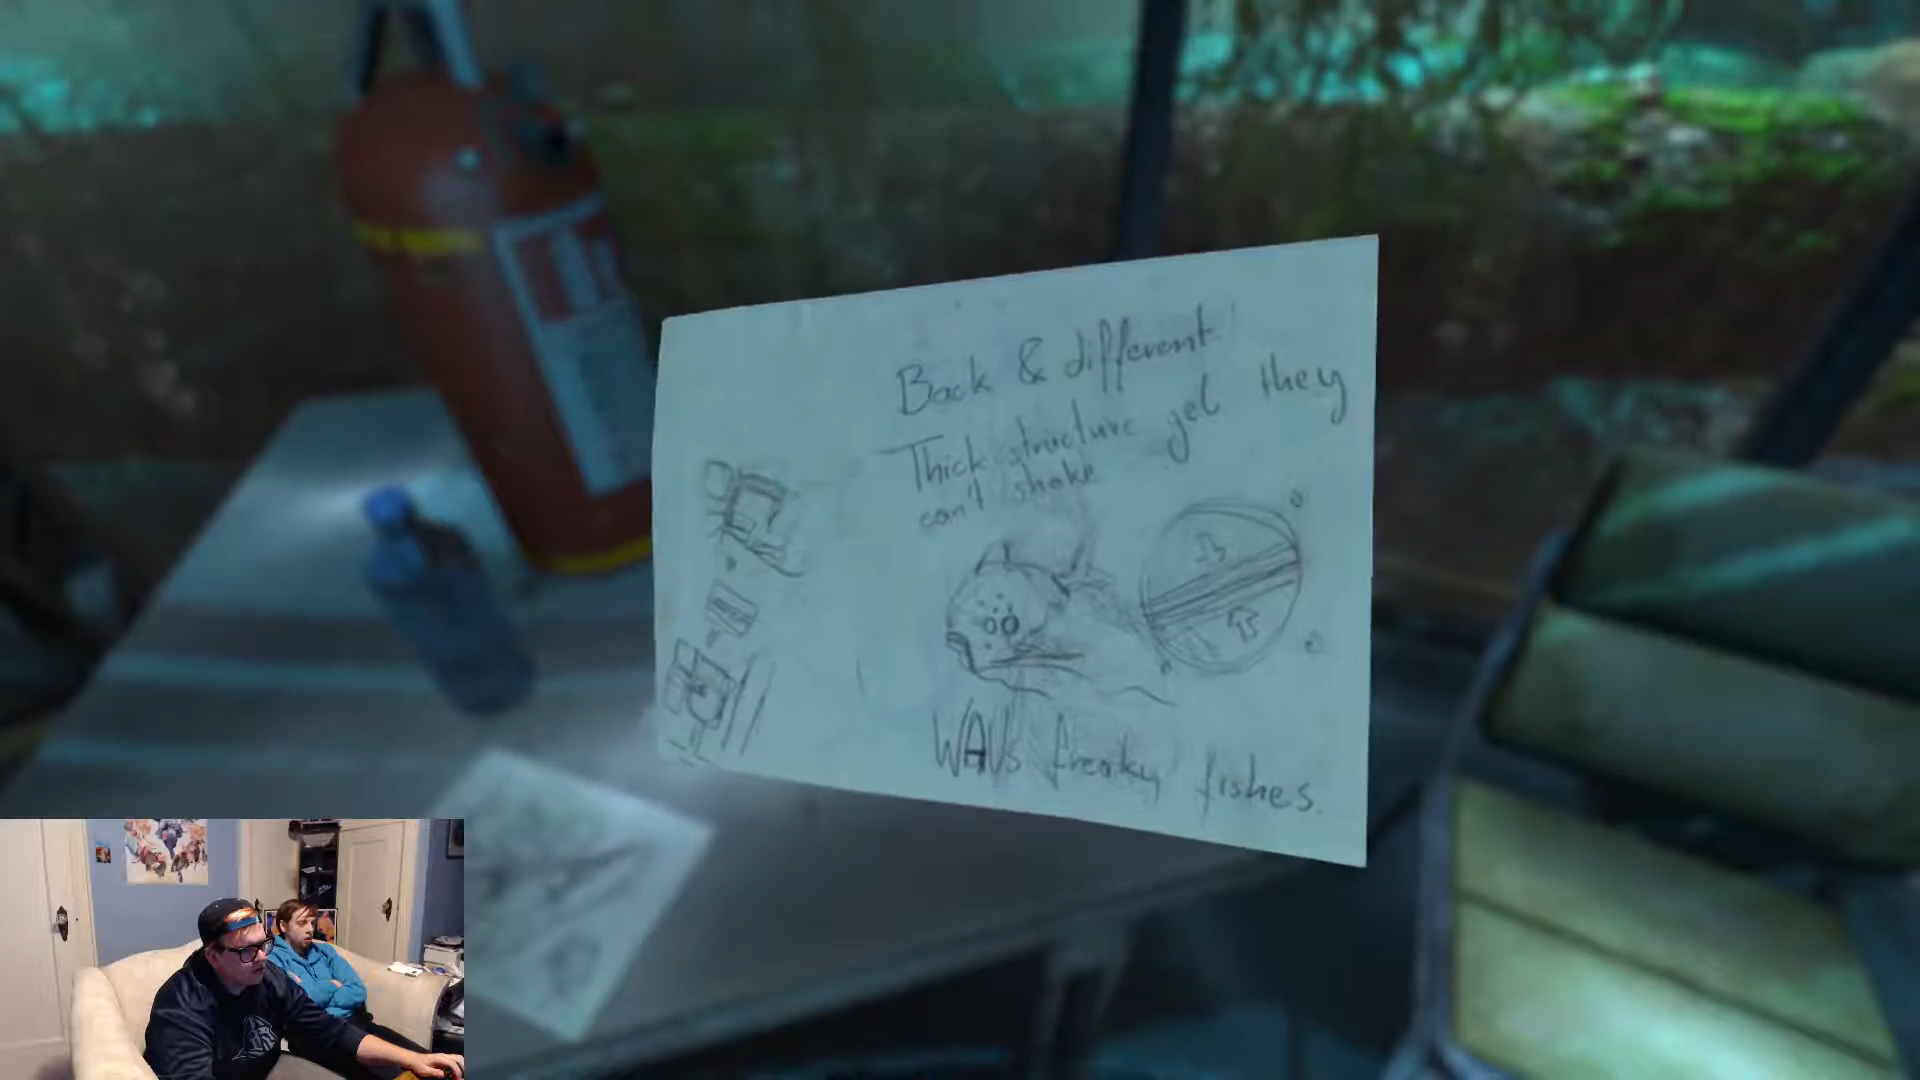 Back & different
Thick structure yet they
can't shake
WAVs freaky fishes.